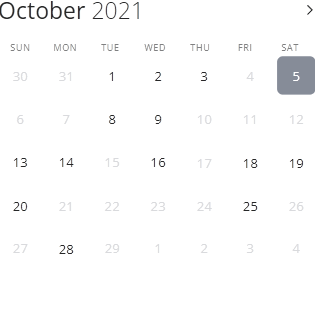 October 2021 >
SUN MON TUE WED THU FRI SAT
30 31 1 2 3 4 5
6 7 8 9 10 11 12
13 14 15 16 17 18 19
20 21 22 23 24 25 26
27 28 29 1 2 3 4